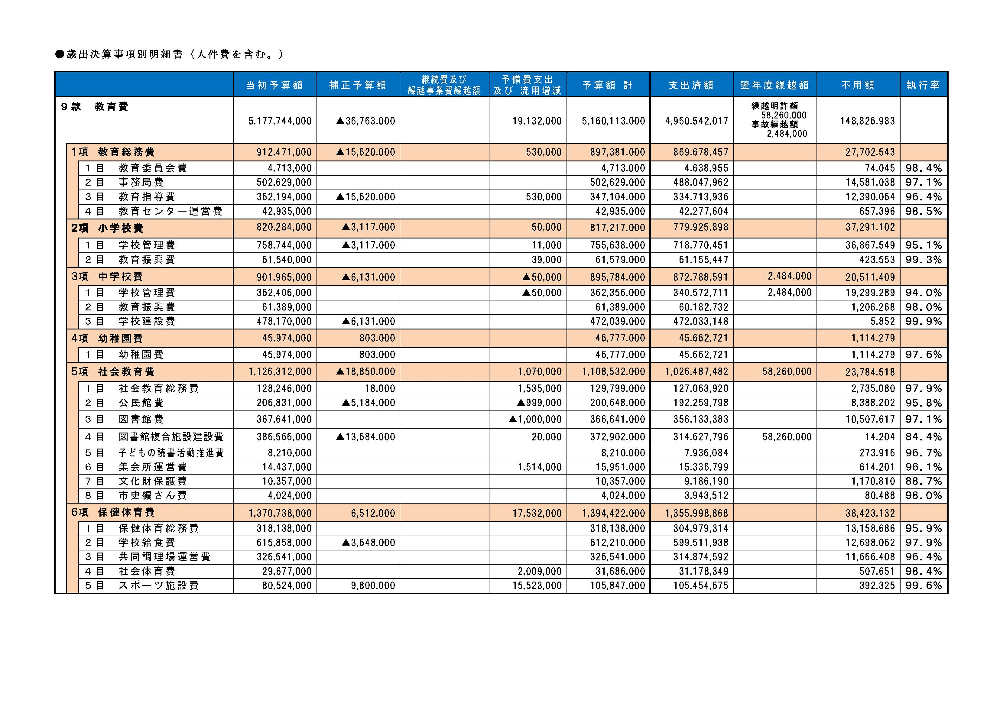 ●歳出決算事項別明細書（人件費を含む。）
当初予算額 補正予算額 継続費及び繰越事業費繰越額 予備費支出及び 流用増減 予算額 計 支出済額 翌年度繰越額 不用額 執行率
9款 教育費 5,177,744,000 ▲36,763,000 19,132,000 5,160,113,000 4,950,542,017 繰越明許額 58,260,000 事故繰越額 2,484,000 148,826,983
1項 教育総務費 912,471,000 ▲15,620,000 530,000 897,381,000 869,678,457 27,702,543
1目 教育委員会費 4,713,000 4,713,000 4,638,955 74,045 98.4%
2目 事務局費 502,629,000 502,629,000 488,047,962 14,581,038 97.1%
3目 教育指導費 362,194,000 ▲15,620,000 530,000 347,104,000 334,713,936 12,390,064 96.4%
4目 教育センター運営費 42,935,000 42,935,000 42,277,604 657,396 98.5%
2項 小学校費 820,284,000 ▲3,117,000 50,000 817,217,000 779,925,898 37,291,102
1目 学校管理費 758,744,000 ▲3,117,000 11,000 755,638,000 718,770,451 36,867,549 95.1%
2目 教育振興費 61,540,000 39,000 61,579,000 61,155,447 423,553 99.3%
3項 中学校費 901,965,000 ▲6,131,000 ▲50,000 895,784,000 872,788,591 2,484,000 20,511,409
1目 学校管理費 362,406,000 ▲50,000 362,356,000 340,572,711 2,484,000 19,299,289 94.0%
2目 教育振興費 61,389,000 61,389,000 60,182,732 1,206,268 98.0%
3目 学校建設費 478,170,000 ▲6,131,000 472,039,000 472,033,148 5,852 99.9%
4項 幼稚園費 45,974,000 803,000 46,777,000 45,662,721 1,114,279
1目 幼稚園費 45,974,000 803,000 46,777,000 45,662,721 1,114,279 97.6%
5項 社会教育費 1,126,312,000 ▲18,850,000 1,070,000 1,108,532,000 1,026,487,482 58,260,000 23,784,518
1目 社会教育総務費 128,246,000 18,000 1,535,000 129,799,000 127,063,920 2,735,080 97.9%
2目 公民館費 206,831,000 ▲5,184,000 ▲999,000 200,648,000 192,259,798 8,388,202 95.8%
3目 図書館費 367,641,000 ▲1,000,000 366,641,000 356,133,383 10,507,617 97.1%
4目 図書館複合施設建設費 386,566,000 ▲13,684,000 20,000 372,902,000 314,627,796 58,260,000 14,204 84.4%
5目 子どもの読書活動推進費 8,210,000 8,210,000 7,936,084 273,916 96.7%
6目 集会所運営費 14,437,000 1,514,000 15,951,000 15,336,799 614,201 96.1%
7目 文化財保護費 10,357,000 10,357,000 9,186,190 1,170,810 88.7%
8目 市史編さん費 4,024,000 4,024,000 3,943,512 80,488 98.0%
6項 保健体育費 1,370,738,000 6,512,000 17,532,000 1,394,422,000 1,355,998,868 38,423,132
1目 保健体育総務費 318,138,000 318,138,000 304,979,314 13,158,686 95.9%
2目 学校給食費 615,858,000 ▲3,648,000 612,210,000 599,511,938 12,698,062 97.9%
3目 共同調理場運営費 326,541,000 326,541,000 314,874,592 11,666,408 96.4%
4目 社会体育費 29,677,000 2,009,000 31,686,000 31,178,349 507,651 98.4%
5目 スポーツ施設費 80,524,000 9,800,000 15,523,000 105,847,000 105,454,675 392,325 99.6%